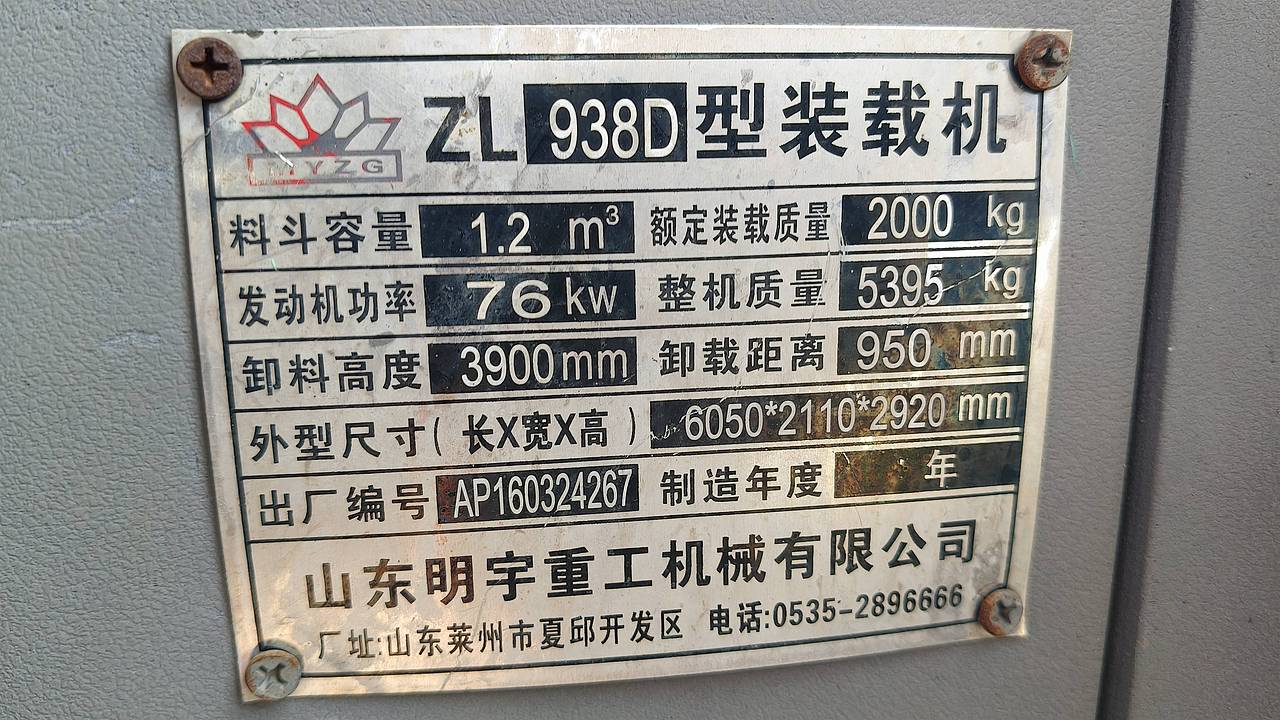 MYZG
ZL 938D 型装载机
料斗容量 1.2 m³ 额定装载质量 2000 kg
发动机功率 76 kw 整机质量 5395 kg
卸料高度 3900 mm 卸载距离 950 mm
外型尺寸(长X宽X高) 6050*2110*2920 mm
出厂编号 AP160324267 制造年度 年
山东明宇重工机械有限公司
厂址:山东莱州市夏邱开发区 电话:0535-2896666